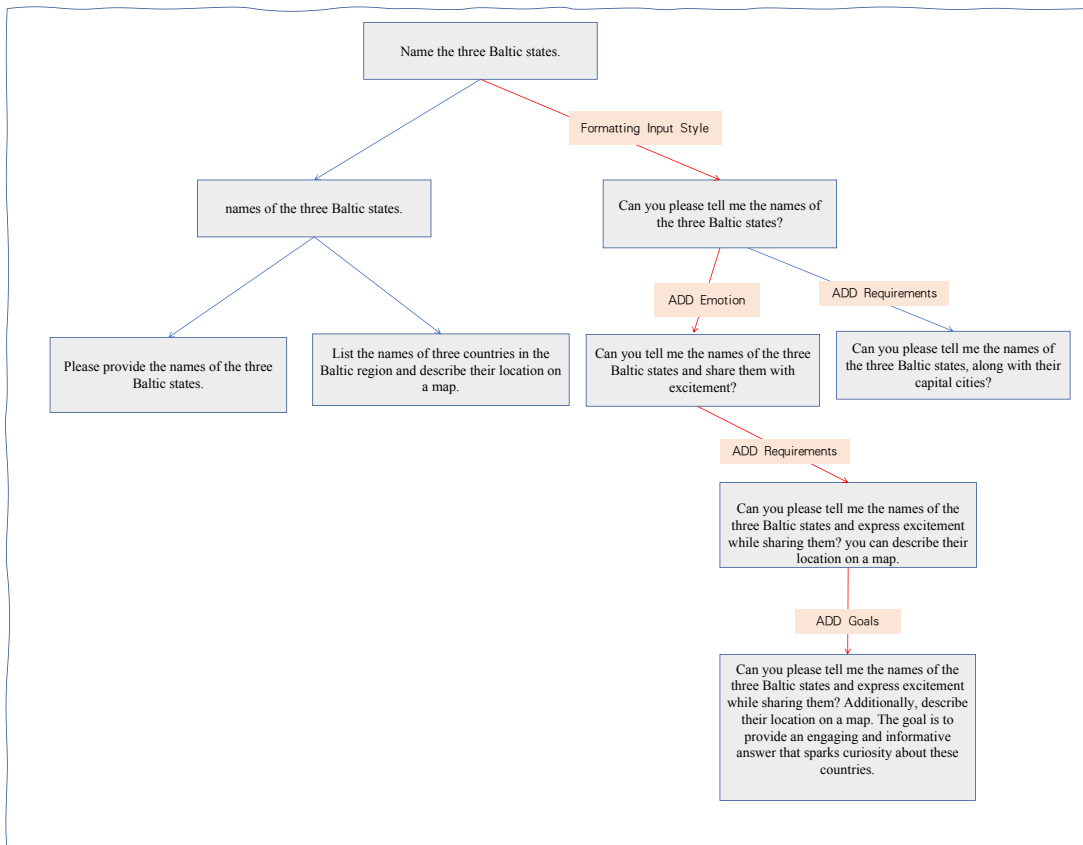 Name the three Baltic states.
Formatting Input Style
names of the three Baltic states.
Can you please tell me the names of
the three Baltic states?
ADD Emotion
ADD Requirements
Please provide the names of the three
Baltic states.
List the names of three countries in the
Baltic region and describe their location on
a map.
Can you tell me the names of the three
Baltic states and share them with
excitement?
Can you please tell me the names of
the three Baltic states, along with their
capital cities?
ADD Requirements
Can you please tell me the names of the
three Baltic states and express excitement
while sharing them? you can describe their
location on a map.
ADD Goals
Can you please tell me the names of the
three Baltic states and express excitement
while sharing them? Additionally, describe
their location on a map. The goal is to
provide an engaging and informative
answer that sparks curiosity about these
countries.